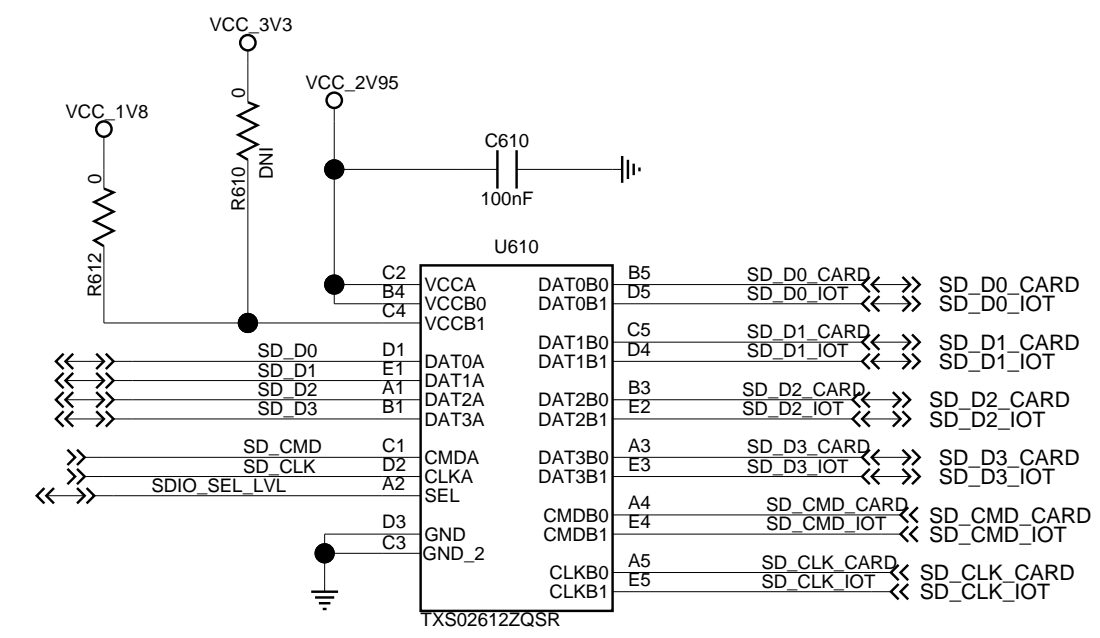 VCC_3V3
VCC_2V95
VCC_1V8
0
R610
DNI
0
R612
C610
100nF
U610
C2 VCCA DAT0B0 B5 SD_D0_CARD SD_D0_CARD
B4 VCCB0 DAT0B1 D5 SD_D0_IOT SD_D0_IOT
C4 VCCB1
DAT1B0 C5 SD_D1_CARD SD_D1_CARD
SD_D0 D1 DAT0A DAT1B1 D4 SD_D1_IOT SD_D1_IOT
SD_D1 E1 DAT1A
SD_D2 A1 DAT2A DAT2B0 B3 SD_D2_CARD SD_D2_CARD
SD_D3 B1 DAT3A DAT2B1 E2 SD_D2_IOT SD_D2_IOT
SD_CMD C1 CMDA DAT3B0 A3 SD_D3_CARD SD_D3_CARD
SD_CLK D2 CLKA DAT3B1 E3 SD_D3_IOT SD_D3_IOT
SDIO_SEL_LVL A2 SEL
CMDB0 A4 SD_CMD_CARD SD_CMD_CARD
D3 GND CMDB1 E4 SD_CMD_IOT SD_CMD_IOT
C3 GND_2
CLKB0 A5 SD_CLK_CARD SD_CLK_CARD
CLKB1 E5 SD_CLK_IOT SD_CLK_IOT
TXS02612ZQSR